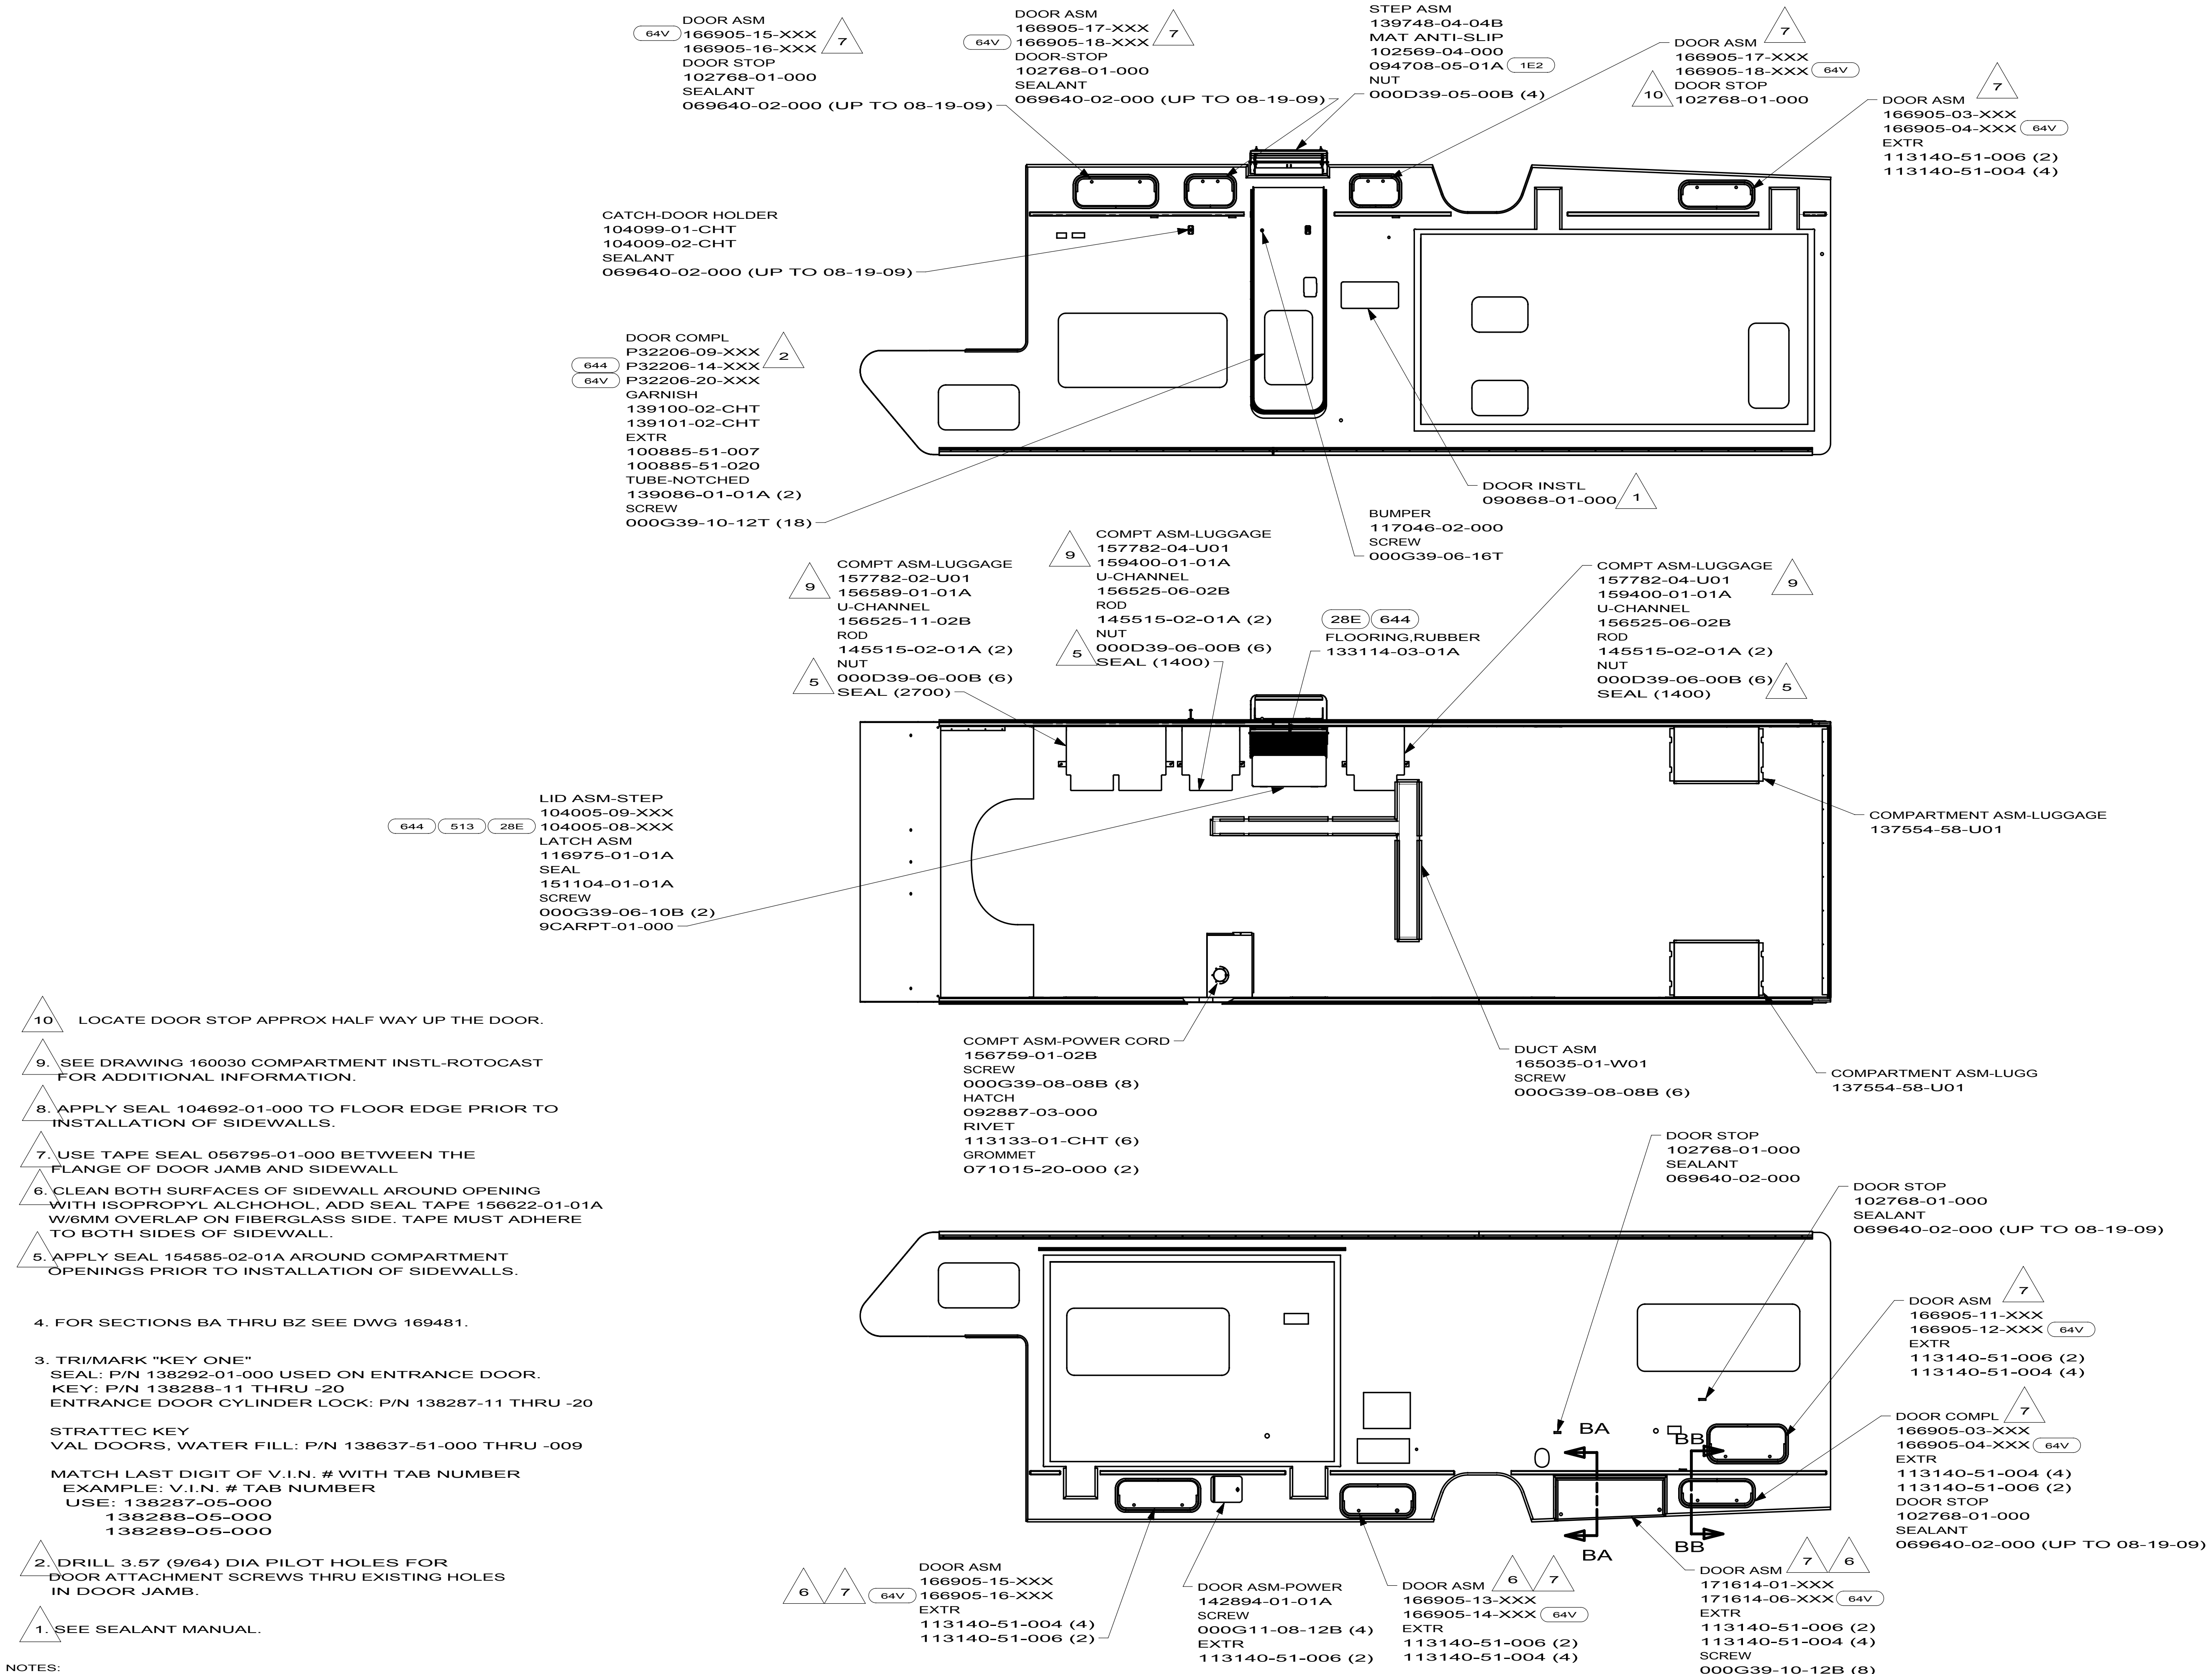 DOOR ASM
64V 166905-15-XXX
166905-16-XXX 7
DOOR STOP
102768-01-000
SEALANT
069640-02-000 (UP TO 08-19-09)
DOOR ASM
166905-17-XXX
64V 166905-18-XXX 7
DOOR-STOP
102768-01-000
SEALANT
069640-02-000 (UP TO 08-19-09)
STEP ASM
139748-04-04B
MAT ANTI-SLIP
102569-04-000
094708-05-01A 1E2
NUT
000D39-05-00B (4)
DOOR ASM 7
166905-17-XXX
166905-18-XXX 64V
10 DOOR STOP
102768-01-000
DOOR ASM 7
166905-03-XXX
166905-04-XXX 64V
EXTR
113140-51-006 (2)
113140-51-004 (4)
CATCH-DOOR HOLDER
104099-01-CHT
104009-02-CHT
SEALANT
069640-02-000 (UP TO 08-19-09)
DOOR COMPL
P32206-09-XXX 2
644 P32206-14-XXX
64V P32206-20-XXX
GARNISH
139100-02-CHT
139101-02-CHT
EXTR
100885-51-007
100885-51-020
TUBE-NOTCHED
139086-01-01A (2)
SCREW
000G39-10-12T (18)
DOOR INSTL
090868-01-000 1
BUMPER
117046-02-000
SCREW
000G39-06-16T
COMPT ASM-LUGGAGE
9 157782-02-U01
156589-01-01A
U-CHANNEL
156525-11-02B
ROD
145515-02-01A (2)
NUT
5 000D39-06-00B (6)
SEAL (2700)
COMPT ASM-LUGGAGE
9 157782-04-U01
159400-01-01A
U-CHANNEL
156525-06-02B
ROD
145515-02-01A (2)
NUT
5 000D39-06-00B (6)
SEAL (1400)
28E 644
FLOORING,RUBBER
133114-03-01A
COMPT ASM-LUGGAGE
157782-04-U01 9
159400-01-01A
U-CHANNEL
156525-06-02B
ROD
145515-02-01A (2)
NUT
000D39-06-00B (6) 5
SEAL (1400)
LID ASM-STEP
104005-09-XXX
644 513 28E 104005-08-XXX
LATCH ASM
116975-01-01A
SEAL
151104-01-01A
SCREW
000G39-06-10B (2)
9CARPT-01-000
COMPARTMENT ASM-LUGGAGE
137554-58-U01
COMPT ASM-POWER CORD
156759-01-02B
SCREW
000G39-08-08B (8)
HATCH
092887-03-000
RIVET
113133-01-CHT (6)
GROMMET
071015-20-000 (2)
DUCT ASM
165035-01-W01
SCREW
000G39-08-08B (6)
COMPARTMENT ASM-LUGG
137554-58-U01
DOOR STOP
102768-01-000
SEALANT
069640-02-000
DOOR STOP
102768-01-000
SEALANT
069640-02-000 (UP TO 08-19-09)
DOOR ASM 7
166905-11-XXX
166905-12-XXX 64V
EXTR
113140-51-006 (2)
113140-51-004 (4)
DOOR COMPL 7
166905-03-XXX
166905-04-XXX 64V
EXTR
113140-51-004 (4)
113140-51-006 (2)
DOOR STOP
102768-01-000
SEALANT
069640-02-000 (UP TO 08-19-09)
BA
BB
BA
BB
DOOR ASM
166905-15-XXX
6 7 64V 166905-16-XXX
EXTR
113140-51-004 (4)
113140-51-006 (2)
DOOR ASM-POWER
142894-01-01A
SCREW
000G11-08-12B (4)
EXTR
113140-51-006 (2)
DOOR ASM 6 7
166905-13-XXX
166905-14-XXX 64V
EXTR
113140-51-006 (2)
113140-51-004 (4)
DOOR ASM 7 6
171614-01-XXX
171614-06-XXX 64V
EXTR
113140-51-006 (2)
113140-51-004 (4)
SCREW
000G39-10-12B (8)
10 LOCATE DOOR STOP APPROX HALF WAY UP THE DOOR.
9. SEE DRAWING 160030 COMPARTMENT INSTL-ROTOCAST
FOR ADDITIONAL INFORMATION.
8. APPLY SEAL 104692-01-000 TO FLOOR EDGE PRIOR TO
INSTALLATION OF SIDEWALLS.
7. USE TAPE SEAL 056795-01-000 BETWEEN THE
FLANGE OF DOOR JAMB AND SIDEWALL
6. CLEAN BOTH SURFACES OF SIDEWALL AROUND OPENING
WITH ISOPROPYL ALCHOHOL, ADD SEAL TAPE 156622-01-01A
W/6MM OVERLAP ON FIBERGLASS SIDE. TAPE MUST ADHERE
TO BOTH SIDES OF SIDEWALL.
5. APPLY SEAL 154585-02-01A AROUND COMPARTMENT
OPENINGS PRIOR TO INSTALLATION OF SIDEWALLS.
4. FOR SECTIONS BA THRU BZ SEE DWG 169481.
3. TRI/MARK "KEY ONE"
SEAL: P/N 138292-01-000 USED ON ENTRANCE DOOR.
KEY: P/N 138288-11 THRU -20
ENTRANCE DOOR CYLINDER LOCK: P/N 138287-11 THRU -20
STRATTEC KEY
VAL DOORS, WATER FILL: P/N 138637-51-000 THRU -009
MATCH LAST DIGIT OF V.I.N. # WITH TAB NUMBER
EXAMPLE: V.I.N. # TAB NUMBER
USE: 138287-05-000
138288-05-000
138289-05-000
2. DRILL 3.57 (9/64) DIA PILOT HOLES FOR
DOOR ATTACHMENT SCREWS THRU EXISTING HOLES
IN DOOR JAMB.
1. SEE SEALANT MANUAL.
NOTES: